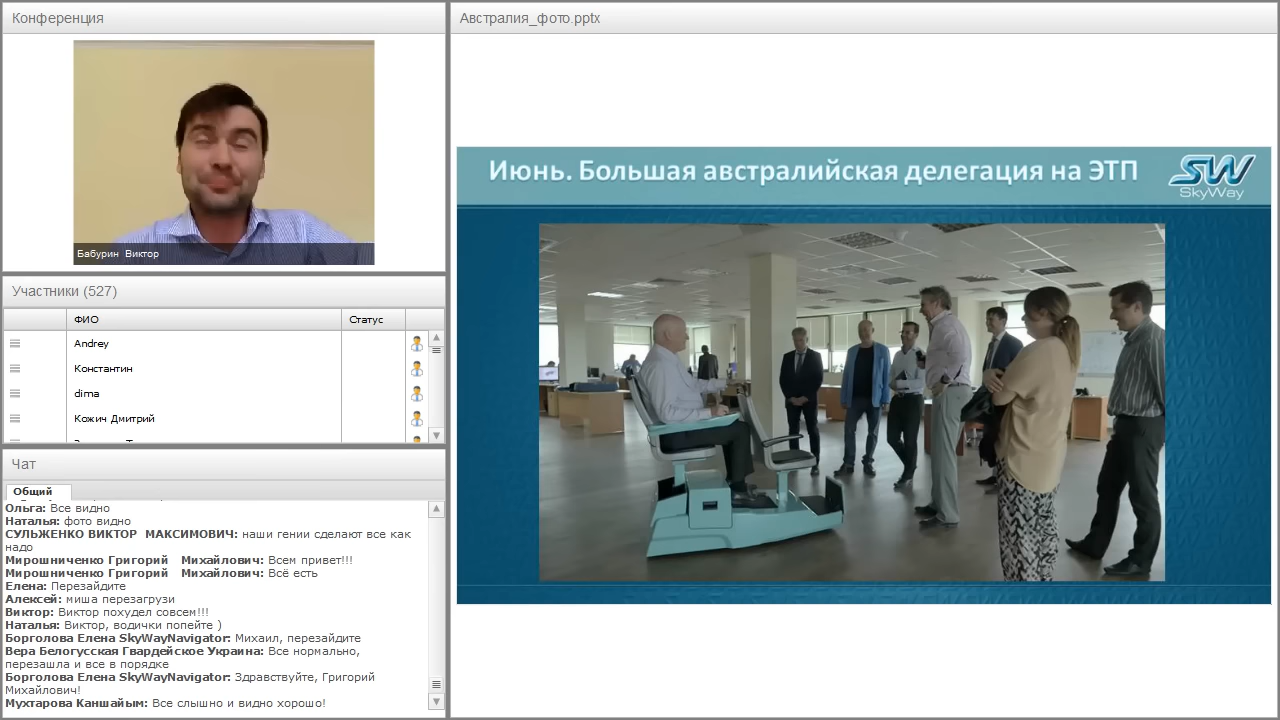 Конференция
Бабурин Виктор
Участники (527)
ФИО
Статус
Andrey
Константин
dima
Кожич Дмитрий
Чат
Общий
Ольга: Все видно
Наталья: фото видно
СУЛЬЖЕНКО ВИКТОР МАКСИМОВИЧ: наши гении сделают все как
надо
Мирошниченко Григорий Михайлович: Всем привет!!!
Мирошниченко Григорий Михайлович: Всё есть
Елена: Перезайдите
Алексей: миша перезагрузи
Виктор: Виктор похудел совсем!!!
Наталья: Виктор, водички попейте )
Борголова Елена SkyWayNavigator: Михаил, перезайдите
Вера Белогусская Гвардейское Украина: Все нормально,
перезашла и все в порядке
Борголова Елена SkyWayNavigator: Здравствуйте, Григорий
Михайлович!
Мухтарова Каншайым: Всё слышно и видно хорошо!
Австралия_фото.pptx
Июнь. Большая австралийская делегация на ЭТП
SW
SkyWay